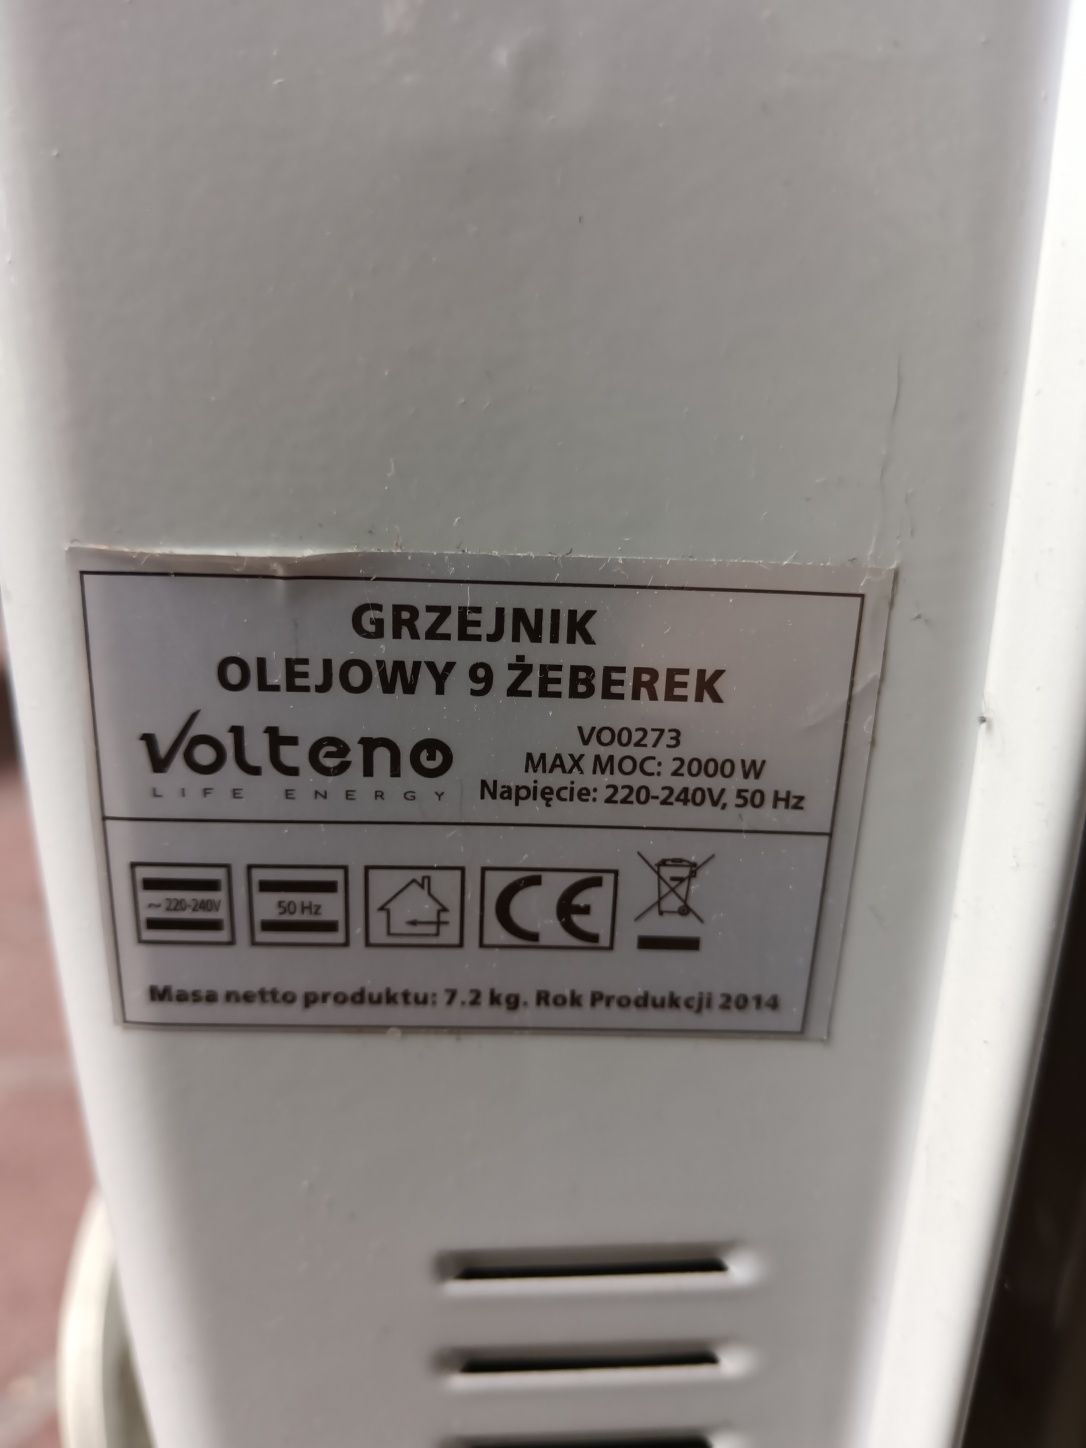 GRZEJNIK
OLEJOWY 9 ŻEBEREK
Volteno
LIFE ENERGY
VO0273
MAX MOC: 2000 W
Napięcie: 220-240V, 50 Hz
~ 220-240V
50 Hz
CE
Masa netto produktu: 7.2 kg. Rok Produkcji 2014